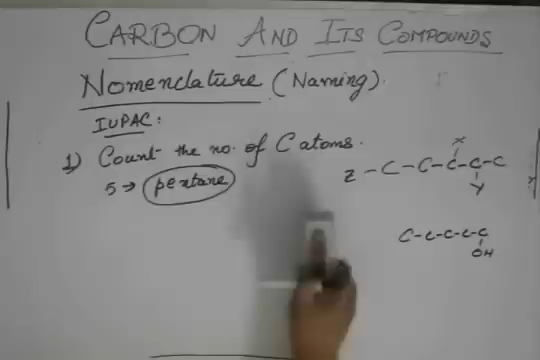 CARBON AND ITS COMPOUNDS
Nomenclature (Naming).
IUPAC:
1) Count the no. of C atoms.
5 → pentane
X
Z-C-C-C-C-C
Y
C-C-C-C-C
OH